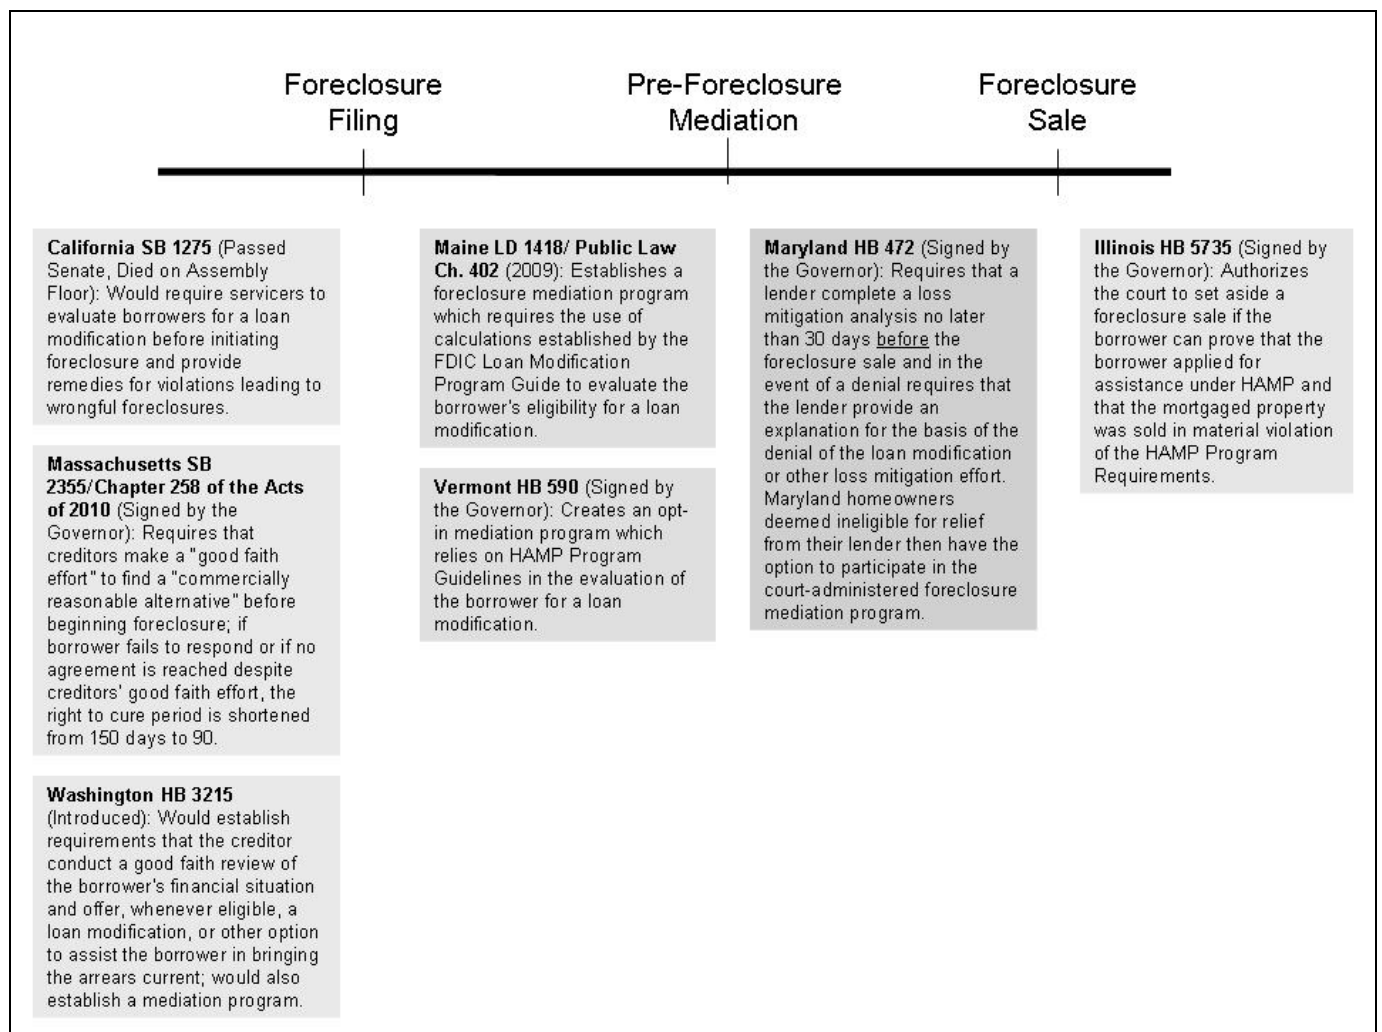 Foreclosure
Filing
Pre-Foreclosure
Mediation
Foreclosure
Sale
California SB 1275 (Passed
Senate, Died on Assembly
Floor): Would require servicers to
evaluate borrowers for a loan
modification before initiating
foreclosure and provide
remedies for violations leading to
wrongful foreclosures.
Massachusetts SB
2355/Chapter 258 of the Acts
of 2010 (Signed by the
Governor): Requires that
creditors make a "good faith
effort" to find a "commercially
reasonable alternative" before
beginning foreclosure; if
borrower fails to respond or if no
agreement is reached despite
creditors' good faith effort, the
right to cure period is shortened
from 150 days to 90.
Washington HB 3215
(Introduced): Would establish
requirements that the creditor
conduct a good faith review of
the borrower's financial situation
and offer, whenever eligible, a
loan modification, or other option
to assist the borrower in bringing
the arrears current; would also
establish a mediation program.
Maine LD 1418/ Public Law
Ch. 402 (2009): Establishes a
foreclosure mediation program
which requires the use of
calculations established by the
FDIC Loan Modification
Program Guide to evaluate the
borrower's eligibility for a loan
modification.
Vermont HB 590 (Signed by
the Governor): Creates an opt-
in mediation program which
relies on HAMP Program
Guidelines in the evaluation of
the borrower for a loan
modification.
Maryland HB 472 (Signed by
the Governor): Requires that a
lender complete a loss
mitigation analysis no later
than 30 days before the
foreclosure sale and in the
event of a denial requires that
the lender provide an
explanation for the basis of the
denial of the loan modification
or other loss mitigation effort.
Maryland homeowners
deemed ineligible for relief
from their lender then have the
option to participate in the
court-administered foreclosure
mediation program.
Illinois HB 5735 (Signed by
the Governor): Authorizes
the court to set aside a
foreclosure sale if the
borrower can prove that the
borrower applied for
assistance under HAMP and
that the mortgaged property
was sold in material violation
of the HAMP Program
Requirements.